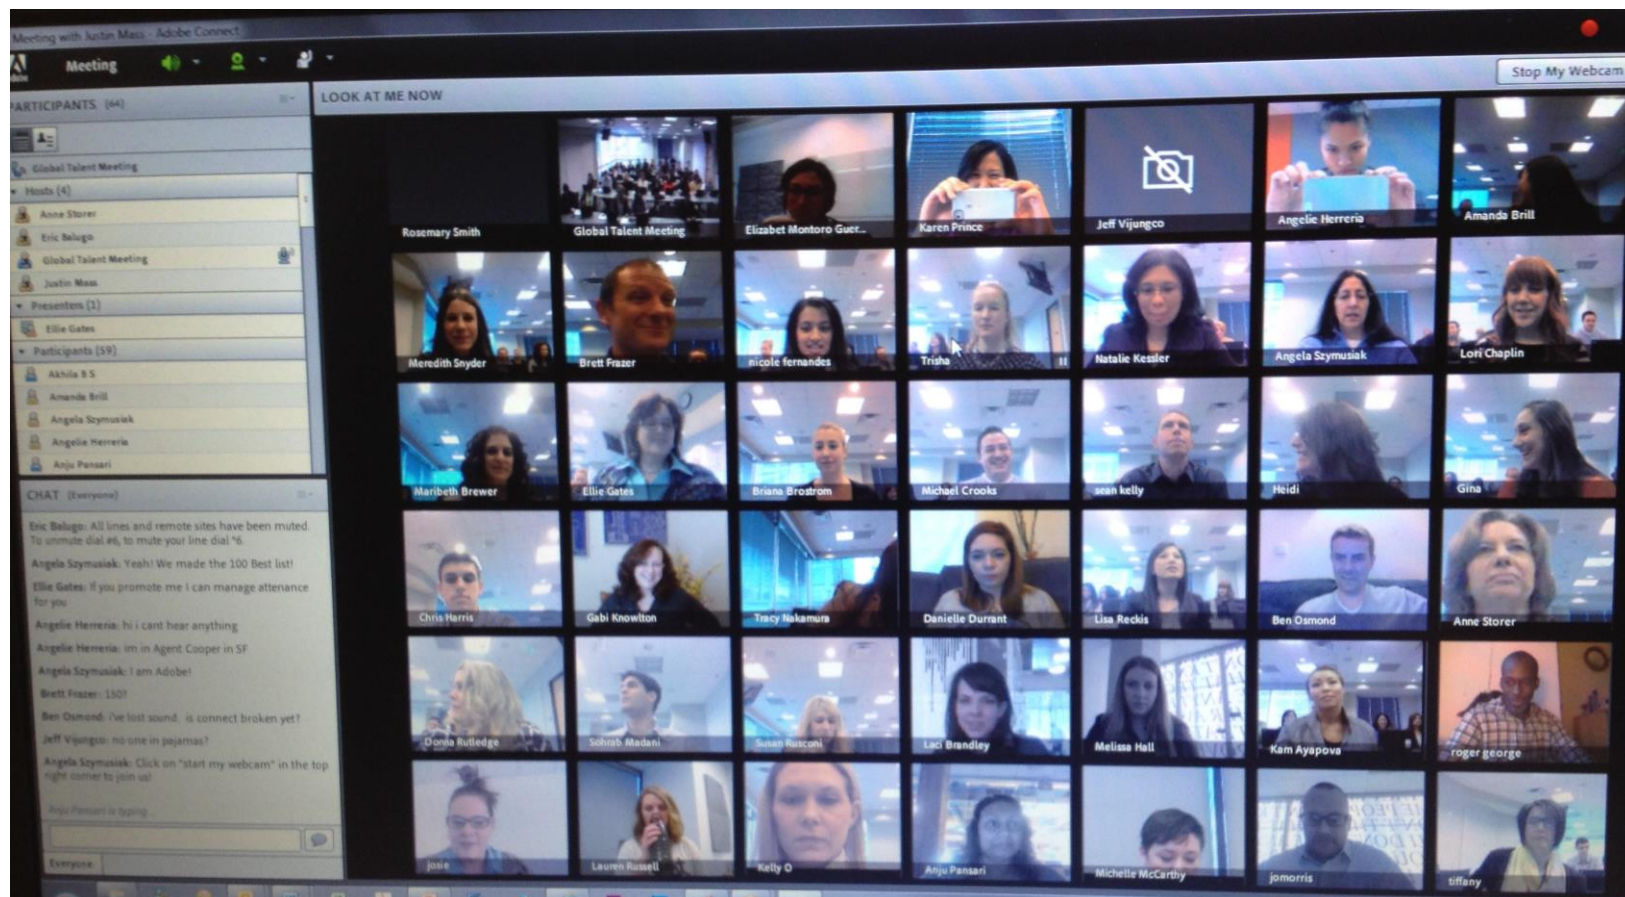 Meeting with Justin Mass - Adobe Connect
Adobe
Meeting
Stop My Webcam
PARTICIPANTS (64)
LOOK AT ME NOW
Global Talent Meeting
Hosts (4)
Anne Storer
Eric Balugo
Global Talent Meeting
Justin Mass
Presenters (1)
Ellie Gates
Participants (59)
Akhila B S
Amanda Brill
Angela Szymusiak
Angelie Herreria
Anju Pansari
CHAT (Everyone)
Eric Balugo: All lines and remote sites have been muted.
To unmute dial #6, to mute your line dial *6.
Angela Szymusiak: Yeah! We made the 100 Best list!
Ellie Gates: If you promote me I can manage attenance
for you
Angelie Herreria: hi i cant hear anything
Angelie Herreria: im in Agent Cooper in SF
Angela Szymusiak: I am Adobe!
Brett Frazer: 150?
Ben Osmond: i've lost sound. is connect broken yet?
Jeff Vijungco: no one in pajamas?
Angela Szymusiak: Click on "start my webcam" in the top
right corner to join us!
Anju Pansari is typing...
Everyone
Rosemary Smith
Global Talent Meeting
Elizabet Montoro Guer...
Karen Prince
Jeff Vijungco
Angelie Herreria
Amanda Brill
Meredith Snyder
Brett Frazer
nicole fernandes
Trisha
Natalie Kessler
Angela Szymusiak
Lori Chaplin
Maribeth Brewer
Ellie Gates
Briana Brostrom
Michael Crooks
sean kelly
Heidi
Gina
Chris Harris
Gabi Knowlton
Tracy Nakamura
Danielle Durrant
Lisa Reckis
Ben Osmond
Anne Storer
Donna Rutledge
Sohrab Madani
Susan Rusconi
Laci Brandley
Melissa Hall
Kam Ayapova
roger george
josie
Lauren Russell
Kelly O
Anju Pansari
Michelle McCarthy
jomorris
tiffany